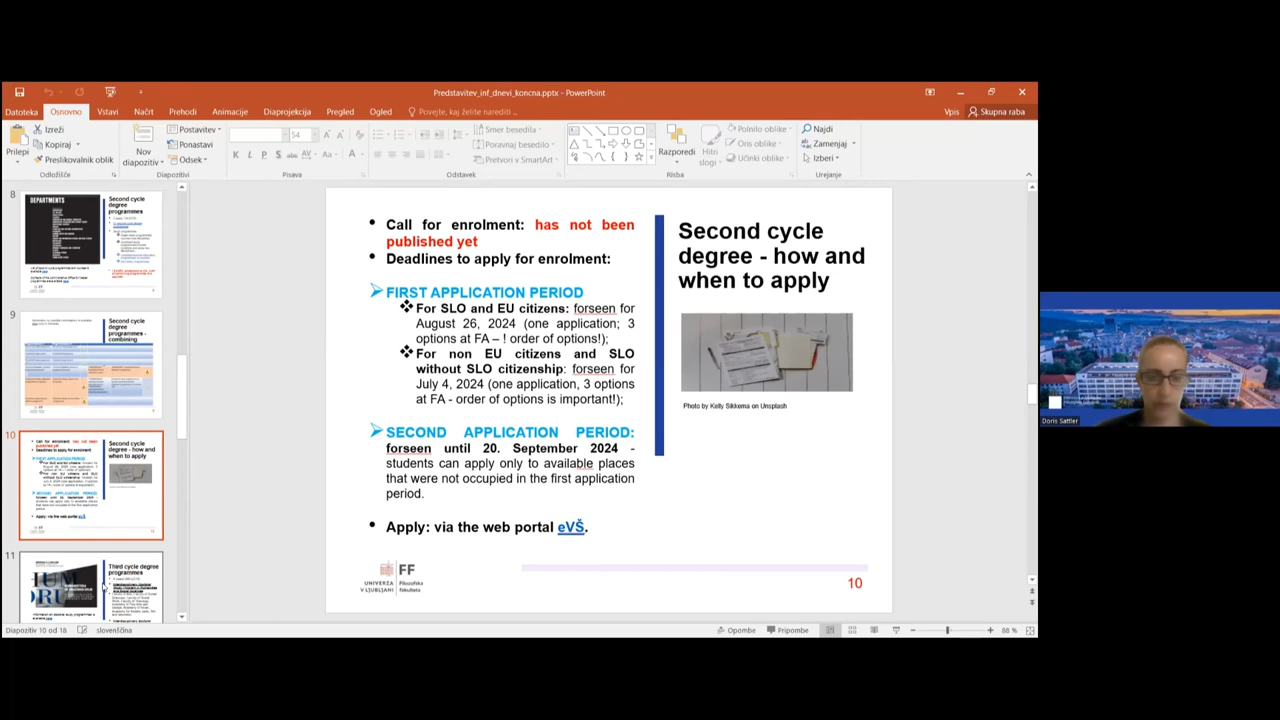 Predstavitev_inf_dnevi_koncna.pptx - PowerPoint
Datoteka Osnovno Vstavi Načrt Prehodi Animacije Diaprojekcija Pregled Ogled Povejte, kaj želite narediti ... Vpis Skupna raba
Prilepi
Izreži
Kopiraj
Preslikovalnik oblik
Odložišče
Nov
diapozitiv
Postavitev
Ponastavi
Odsek
Diapozitivi
54
Pisava
Smer besedila
Poravnaj besedilo
Pretvori v SmartArt
Odstavek
Razporedi
Hitri
slogi
Polnilo oblike
Oris oblike
Učinki oblike
Risba
Najdi
Zamenjaj
Izberi
Urejanje
8
DEPARTMENTS
Second cycle
degree
programmes
9
Second cycle
degree
programmes -
combining
10
Second cycle
degree - how and
when to apply
11
Third cycle degree
programmes
• Call for enrolment: has not been
published yet
• Deadlines to apply for enrolment:
FIRST APPLICATION PERIOD
For SLO and EU citizens: forseen for
August 26, 2024 (one application; 3
options at FA – ! order of options!);
For non EU citizens and SLO
without SLO citizenship: forseen for
July 4, 2024 (one application, 3 options
at FA - order of options is important!);
SECOND APPLICATION PERIOD:
forseen until 20. September 2024 -
students can apply only to available places
that were not occupied in the first application
period.
• Apply: via the web portal eVŠ.
Second cycle
degree - how and
when to apply
Photo by Kelly Sikkema on Unsplash
UNIVERZA
V LJUBLJANI
FF
Filozofska
fakulteta
10
Doris Sattler
Diapozitiv 10 od 18 slovenščina Opombe Pripombe 88 %